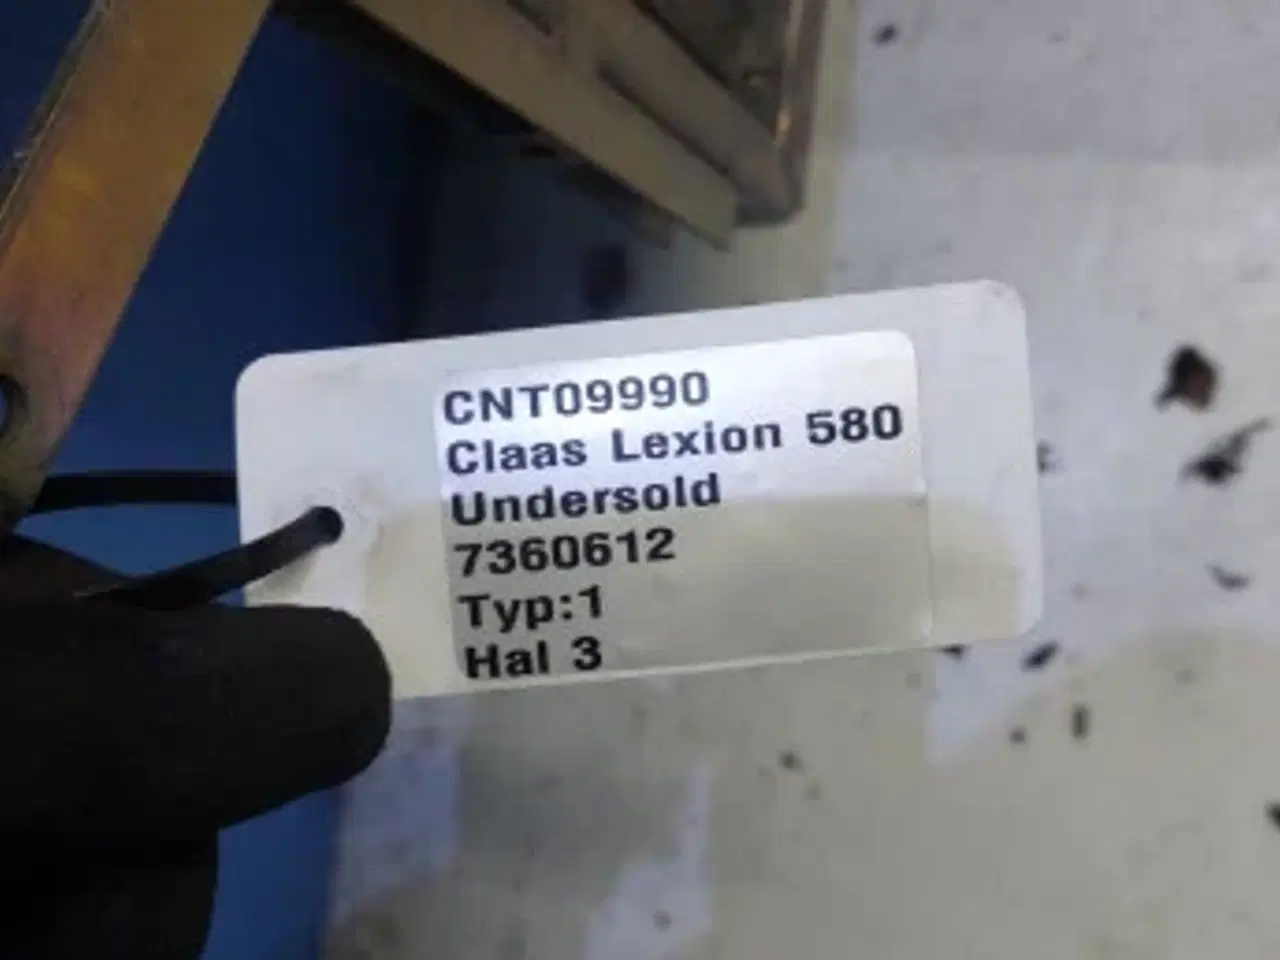 CNT09990
Claas Lexion 580
Undersold
7360612
Typ:1
Hal 3